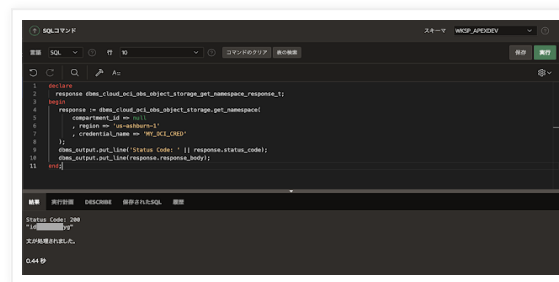 SQLコマンド
スキーマ WKSP_APEXDEV
言語 SQL 行 10 コマンドのクリア 表の検索 保存 実行
1 declare
2 response dbms_cloud_oci_obs_object_storage_get_namespace_response_t;
3 begin
4 response := dbms_cloud_oci_obs_object_storage.get_namespace(
5 compartment_id => null
6 , region => 'us-ashburn-1'
7 , credential_name => 'MY_OCI_CRED'
8 );
9 dbms_output.put_line('Status Code: ' || response.status_code);
10 dbms_output.put_line(response.response_body);
11 end;
結果 実行計画 DESCRIBE 保存されたSQL 履歴
Status Code: 200
"id yg"
文が処理されました。
0.44 秒